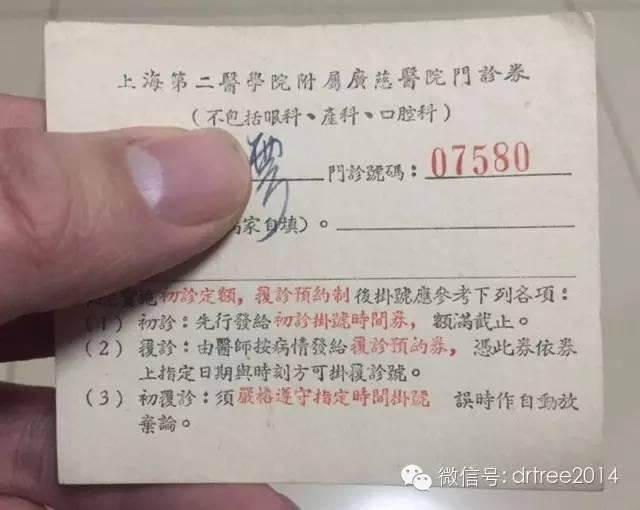 上海第二醫學院附屬廣慈醫院門診券
(不包括眼科、產科、口腔科)
門診號碼: 07580
家自填)。
初診定額，覆診預約制後掛號應參考下列各項:
(1) 初診: 先行發給初診掛號時間券，額滿截止。
(2) 覆診: 由醫師按病情發給覆診預約券，憑此券依券
上指定日期與時刻方可掛覆診號。
(3) 初覆診: 須嚴格遵守指定時間掛號 誤時作自動放
棄論。
微信号: drtree2014